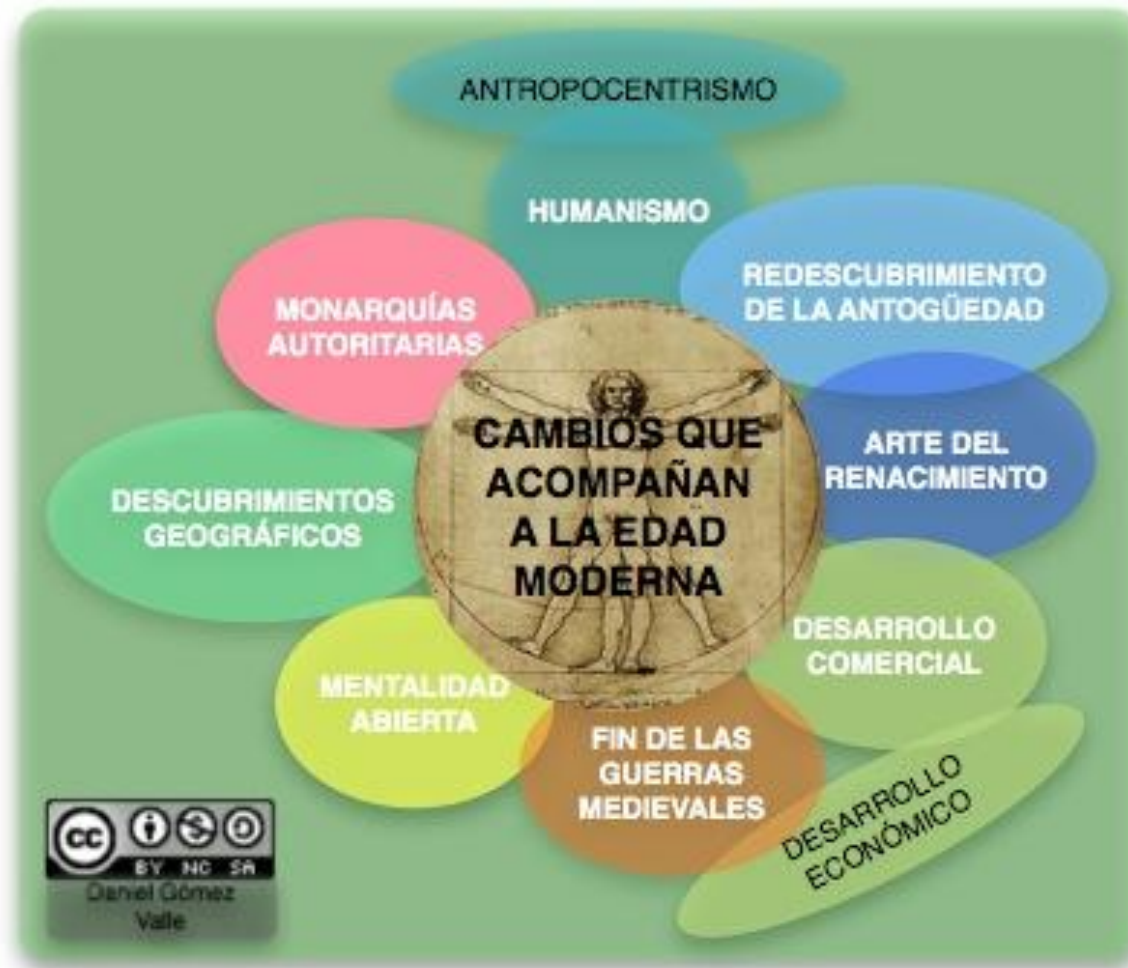 ANTROPOCENTRISMO
HUMANISMO
REDESCUBRIMIENTO
DE LA ANTOGÜEDAD
MONARQUÍAS
AUTORITARIAS
CAMBIOS QUE
ACOMPAÑAN
A LA EDAD
MODERNA
ARTE DEL
RENACIMIENTO
DESCUBRIMIENTOS
GEOGRÁFICOS
DESARROLLO
COMERCIAL
MENTALIDAD
ABIERTA
FIN DE LAS
GUERRAS
MEDIEVALES
DESARROLLO
ECONÓMICO
cc
BY NC SA
Daniel Gómez
Valle